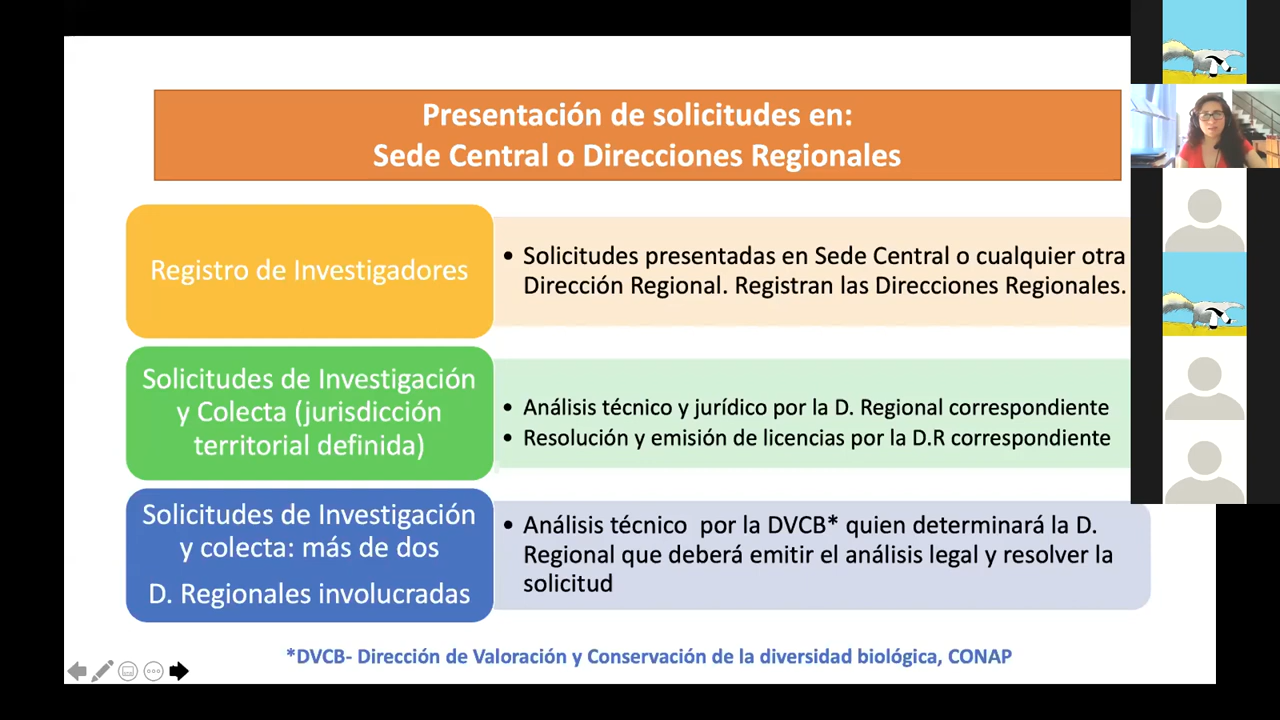 Presentación de solicitudes en:
Sede Central o Direcciones Regionales
Registro de Investigadores
• Solicitudes presentadas en Sede Central o cualquier otra
Dirección Regional. Registran las Direcciones Regionales.
Solicitudes de Investigación
y Colecta (jurisdicción
territorial definida)
• Análisis técnico y jurídico por la D. Regional correspondiente
• Resolución y emisión de licencias por la D.R correspondiente
Solicitudes de Investigación
y colecta: más de dos
D. Regionales involucradas
• Análisis técnico por la DVCB* quien determinará la D.
Regional que deberá emitir el análisis legal y resolver la
solicitud
*DVCB- Dirección de Valoración y Conservación de la diversidad biológica, CONAP